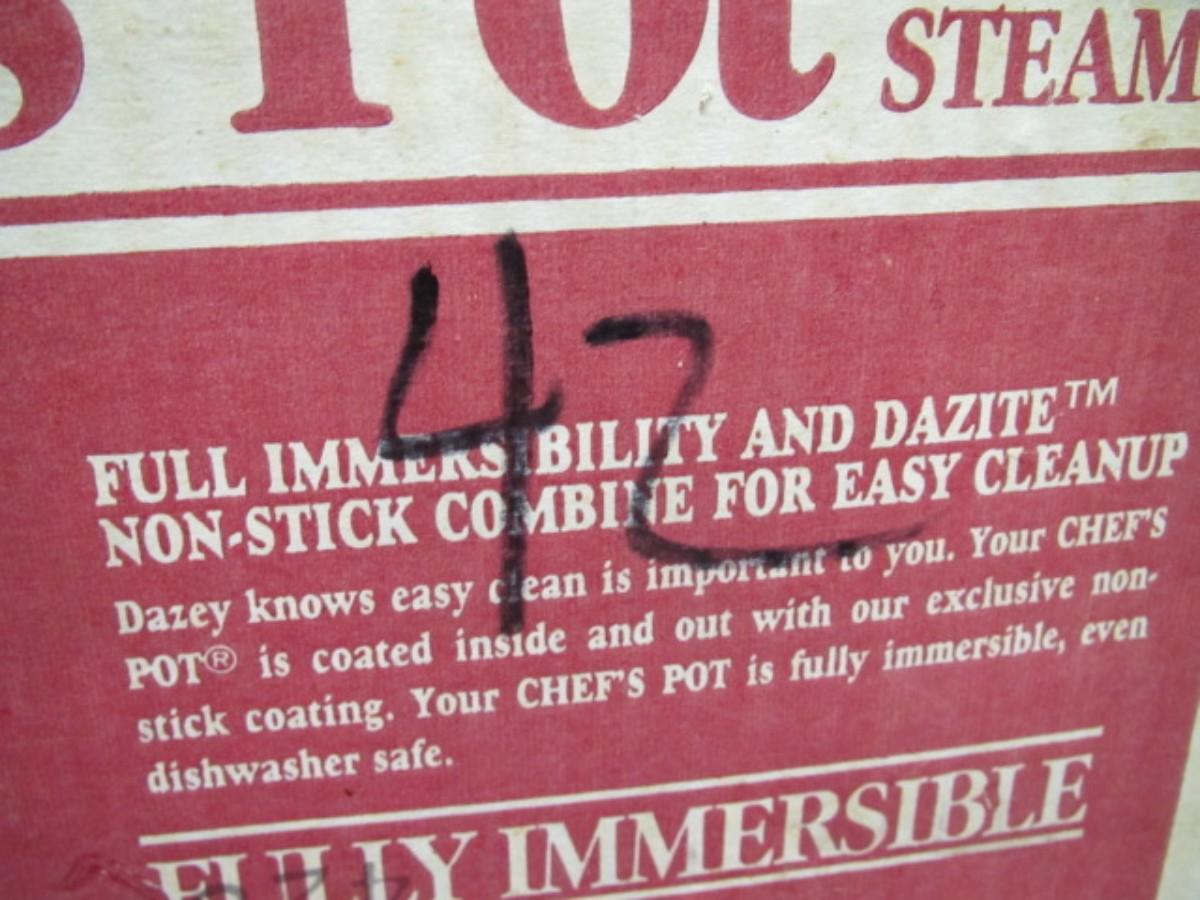 s Pot STEAM
42
FULL IMMERSIBILITY AND DAZITE™
NON-STICK COMBINE FOR EASY CLEANUP
Dazey knows easy clean is important to you. Your CHEF'S
POT® is coated inside and out with our exclusive non-
stick coating. Your CHEF'S POT is fully immersible, even
dishwasher safe.
FULLY IMMERSIBLE